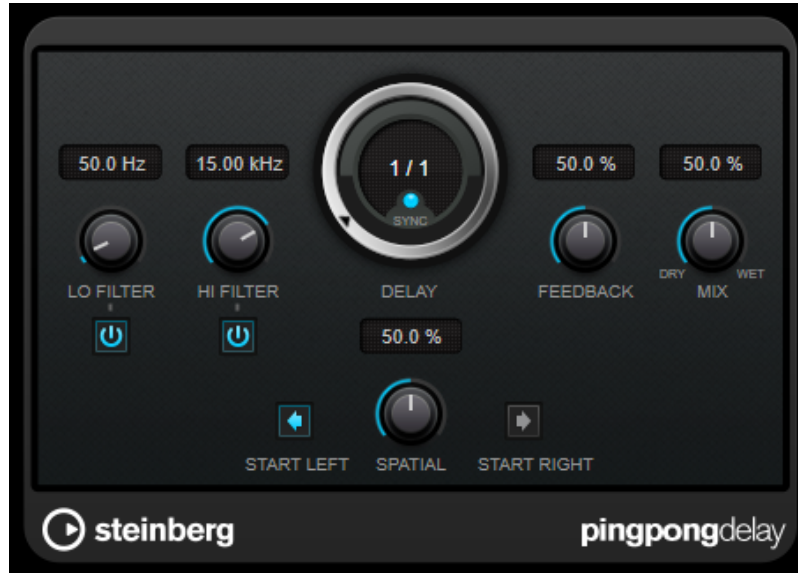 50.0 Hz
15.00 kHz
1 / 1
SYNC
50.0 %
50.0 %
LO FILTER
HI FILTER
DELAY
FEEDBACK
DRY
WET
MIX
50.0 %
START LEFT
SPATIAL
START RIGHT
steinberg
pingpongdelay